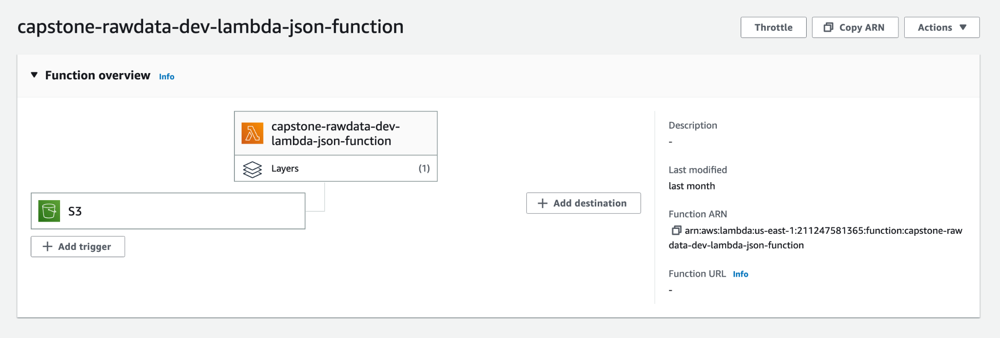 capstone-rawdata-dev-lambda-json-function
Throttle
Copy ARN
Actions
Function overview Info
capstone-rawdata-dev-
lambda-json-function
Layers (1)
S3
Add trigger
Add destination
Description
-
Last modified
last month
Function ARN
arn:aws:lambda:us-east-1:211247581365:function:capstone-raw
data-dev-lambda-json-function
Function URL Info
-